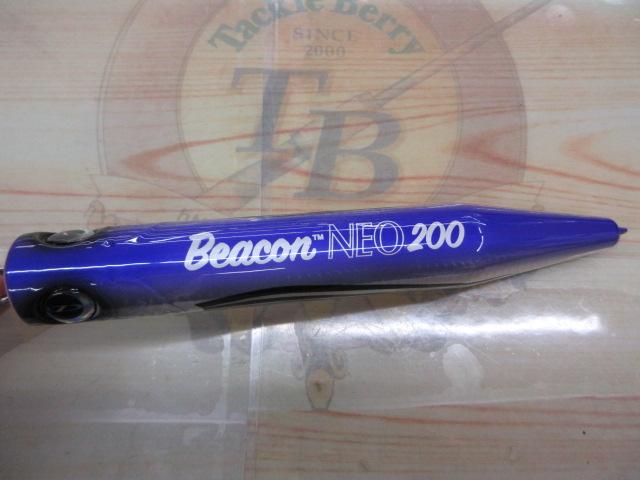 Tackle Berry
SINCE
2000
TB
Beacon™ NEO 200